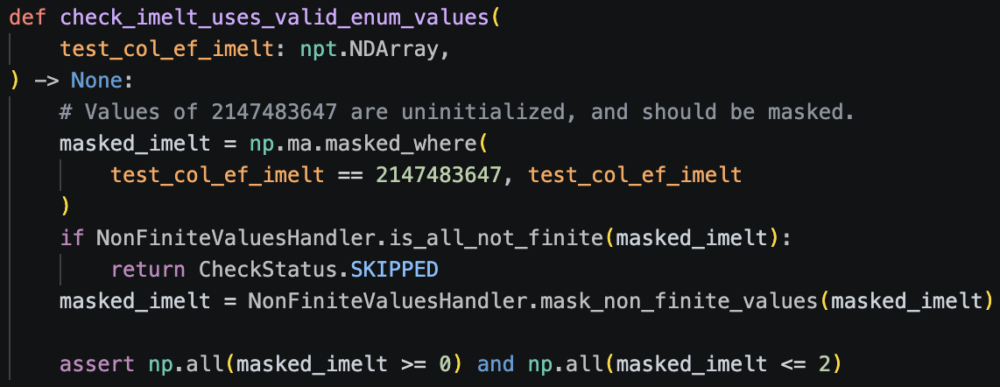 def check_imelt_uses_valid_enum_values(
    test_col_ef_imelt: npt.NDArray,
) -> None:
    # Values of 2147483647 are uninitialized, and should be masked.
    masked_imelt = np.ma.masked_where(
        test_col_ef_imelt == 2147483647, test_col_ef_imelt
    )
    if NonFiniteValuesHandler.is_all_not_finite(masked_imelt):
        return CheckStatus.SKIPPED
    masked_imelt = NonFiniteValuesHandler.mask_non_finite_values(masked_imelt)

    assert np.all(masked_imelt >= 0) and np.all(masked_imelt <= 2)